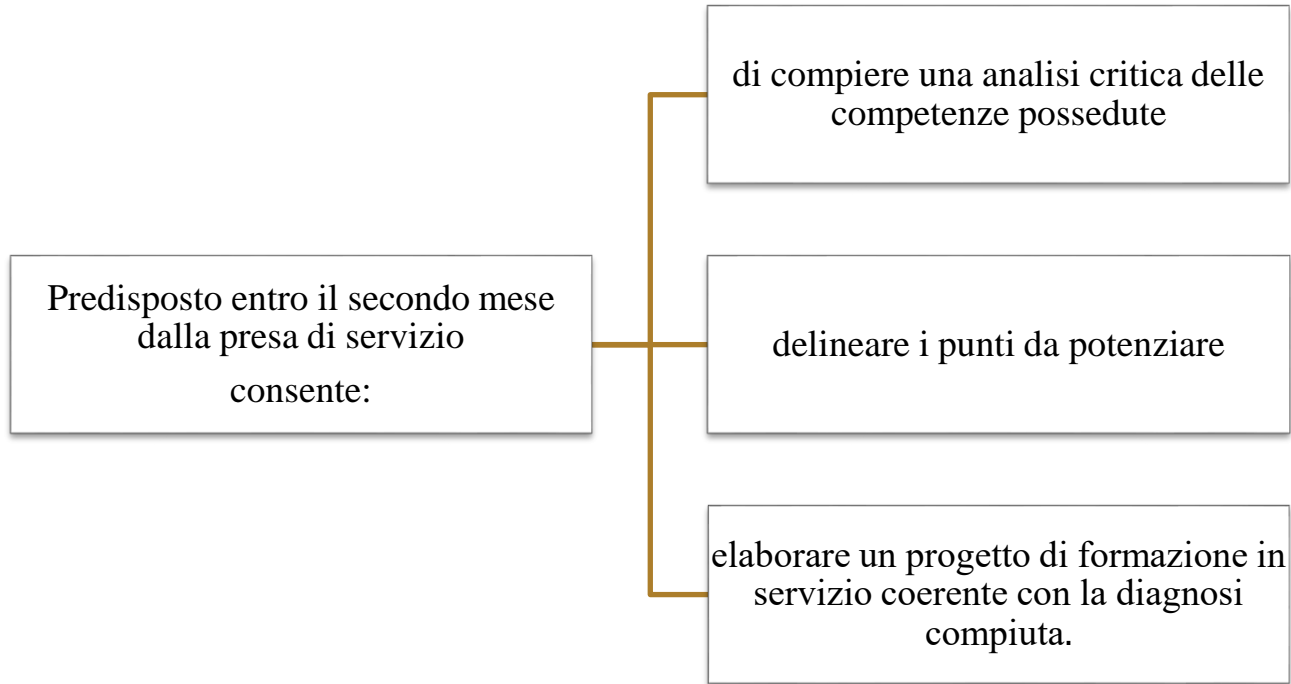 Predisposto entro il secondo mese
dalla presa di servizio
consente:
di compiere una analisi critica delle
competenze possedute
delineare i punti da potenziare
elaborare un progetto di formazione in
servizio coerente con la diagnosi
compiuta.